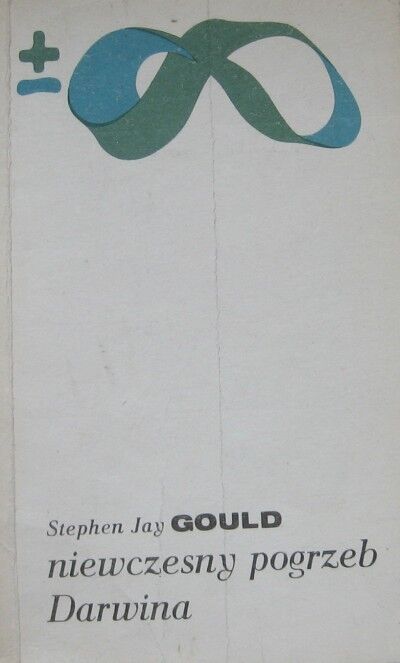 ±
Stephen Jay GOULD
niewczesny pogrzeb
Darwina